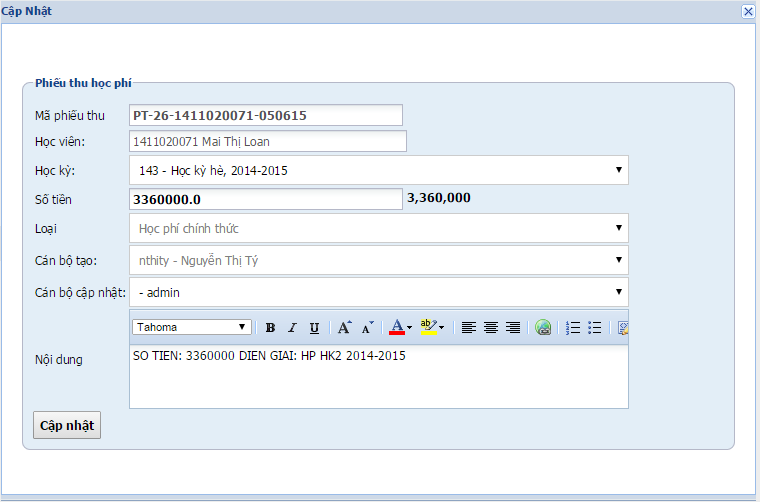 Cập Nhật
Phiếu thu học phí
Mã phiếu thu PT-26-1411020071-050615
Học viên: 1411020071 Mai Thị Loan
Học kỳ: 143 - Học kỳ hè, 2014-2015
Số tiền 3360000.0 3,360,000
Loại Học phí chính thức
Cán bộ tạo: nthity - Nguyễn Thị Tý
Cán bộ cập nhật: - admin
Tahoma B I U A A A ab
Nội dung SO TIEN: 3360000 DIEN GIAI: HP HK2 2014-2015
Cập nhật